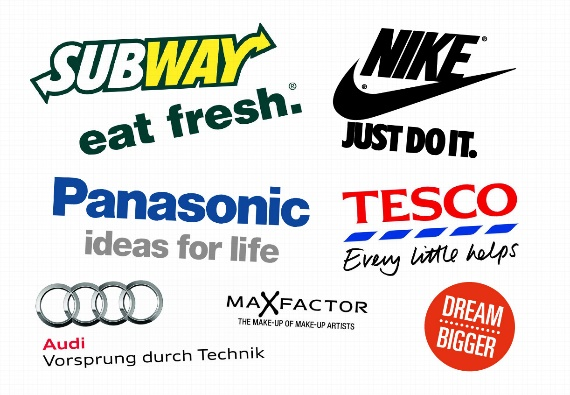 SUBWAY
eat fresh.®
NIKE®
JUST DO IT.
Panasonic
ideas for life
TESCO
Every little helps
Audi
Vorsprung durch Technik
MAXFACTOR
THE MAKE-UP OF MAKE-UP ARTISTS
DREAM
BIGGER